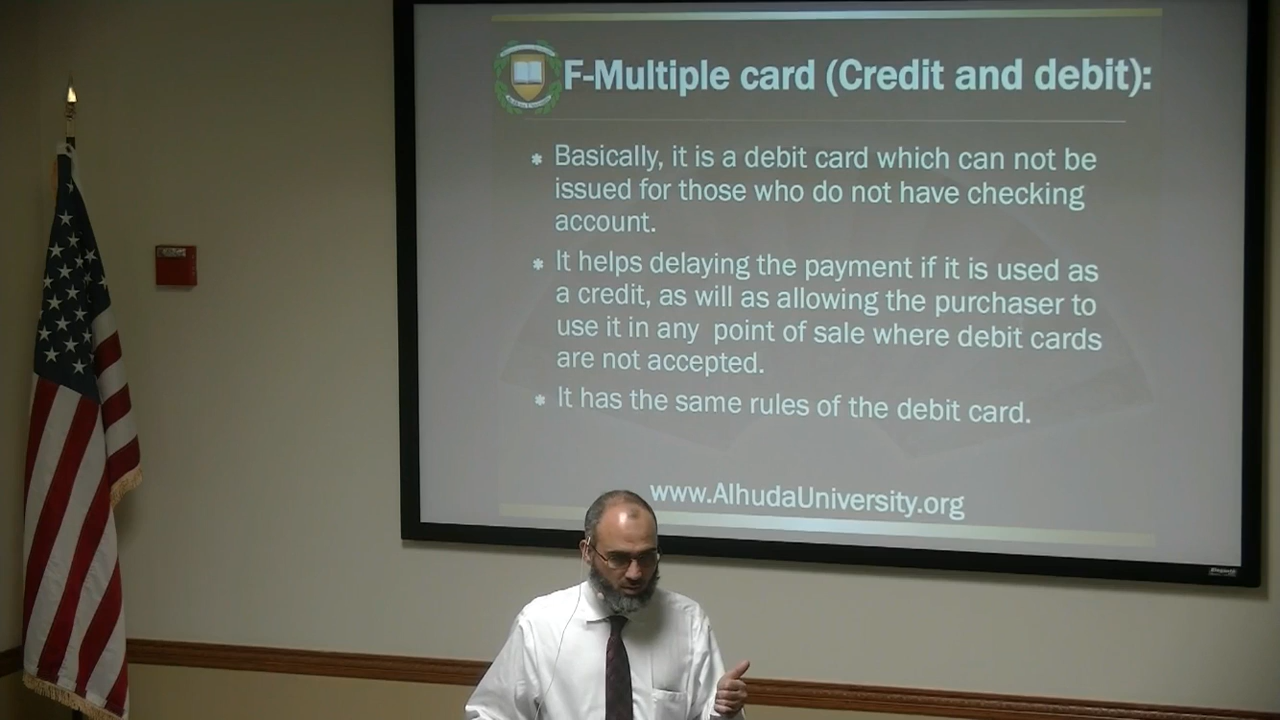 F-Multiple card (Credit and debit):
* Basically, it is a debit card which can not be
issued for those who do not have checking
account.
* It helps delaying the payment if it is used as
a credit, as will as allowing the purchaser to
use it in any point of sale where debit cards
are not accepted.
* It has the same rules of the debit card.
www.AlhudaUniversity.org